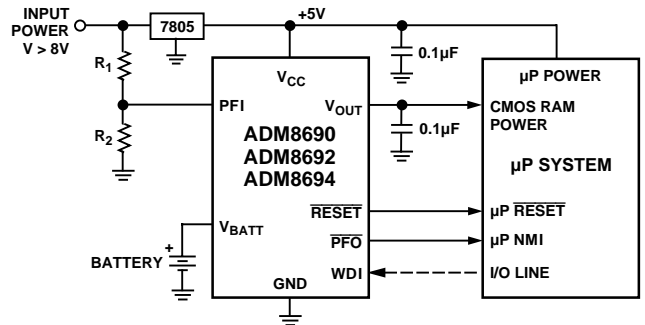 INPUT
POWER
V > 8V
7805
+5V
R1
R2
0.1µF
VCC
PFI
VOUT
0.1µF
ADM8690
ADM8692
ADM8694
VBATT
RESET
PFO
WDI
GND
BATTERY
+
µP POWER
CMOS RAM
POWER
µP SYSTEM
µP RESET
µP NMI
I/O LINE